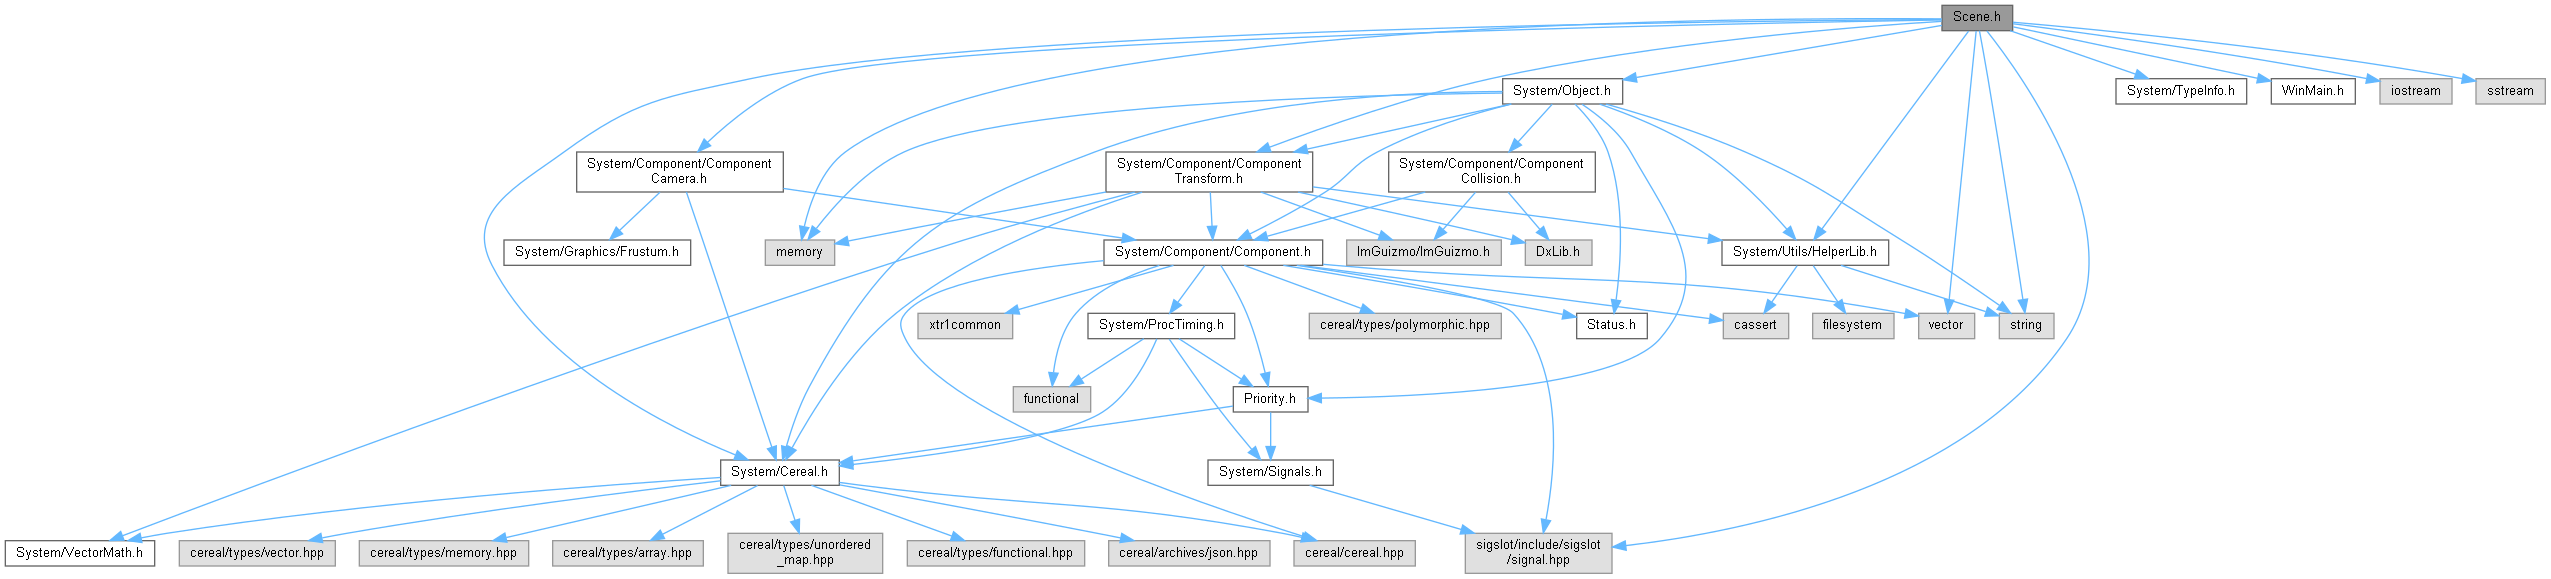 Scene.h
System/Object.h
System/TypeInfo.h
WinMain.h
iostream
sstream
System/Component/Component
Camera.h
System/Component/Component
Transform.h
System/Component/Component
Collision.h
System/Graphics/Frustum.h
memory
System/Component/Component.h
ImGuizmo/ImGuizmo.h
DxLib.h
System/Utils/HelperLib.h
xtr1common
System/ProcTiming.h
cereal/types/polymorphic.hpp
Status.h
cassert
filesystem
vector
string
functional
Priority.h
System/Cereal.h
System/Signals.h
System/VectorMath.h
cereal/types/vector.hpp
cereal/types/memory.hpp
cereal/types/array.hpp
cereal/types/unordered
_map.hpp
cereal/types/functional.hpp
cereal/archives/json.hpp
cereal/cereal.hpp
sigslot/include/sigslot
/signal.hpp